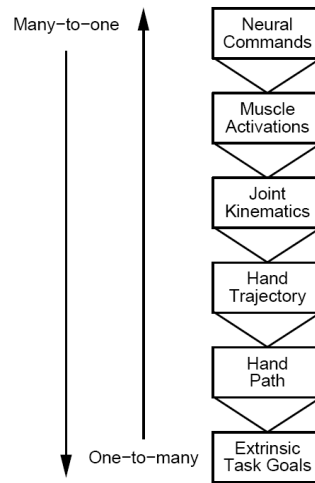 Many-to-one
Neural
Commands
Muscle
Activations
Joint
Kinematics
Hand
Trajectory
Hand
Path
One-to-many
Extrinsic
Task Goals